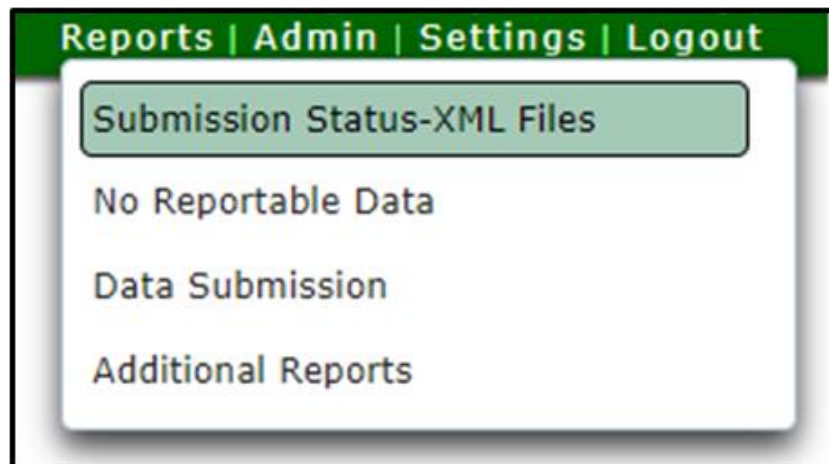 Reports | Admin | Settings | Logout
Submission Status-XML Files
No Reportable Data
Data Submission
Additional Reports